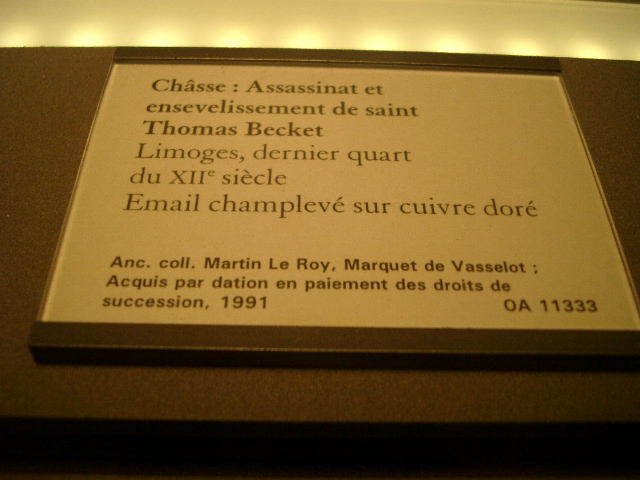 Châsse : Assassinat et
ensevelissement de saint
Thomas Becket
Limoges, dernier quart
du XIIe siècle
Email champlevé sur cuivre doré
Anc. coll. Martin Le Roy, Marquet de Vasselot ;
Acquis par dation en paiement des droits de
succession, 1991 OA 11333